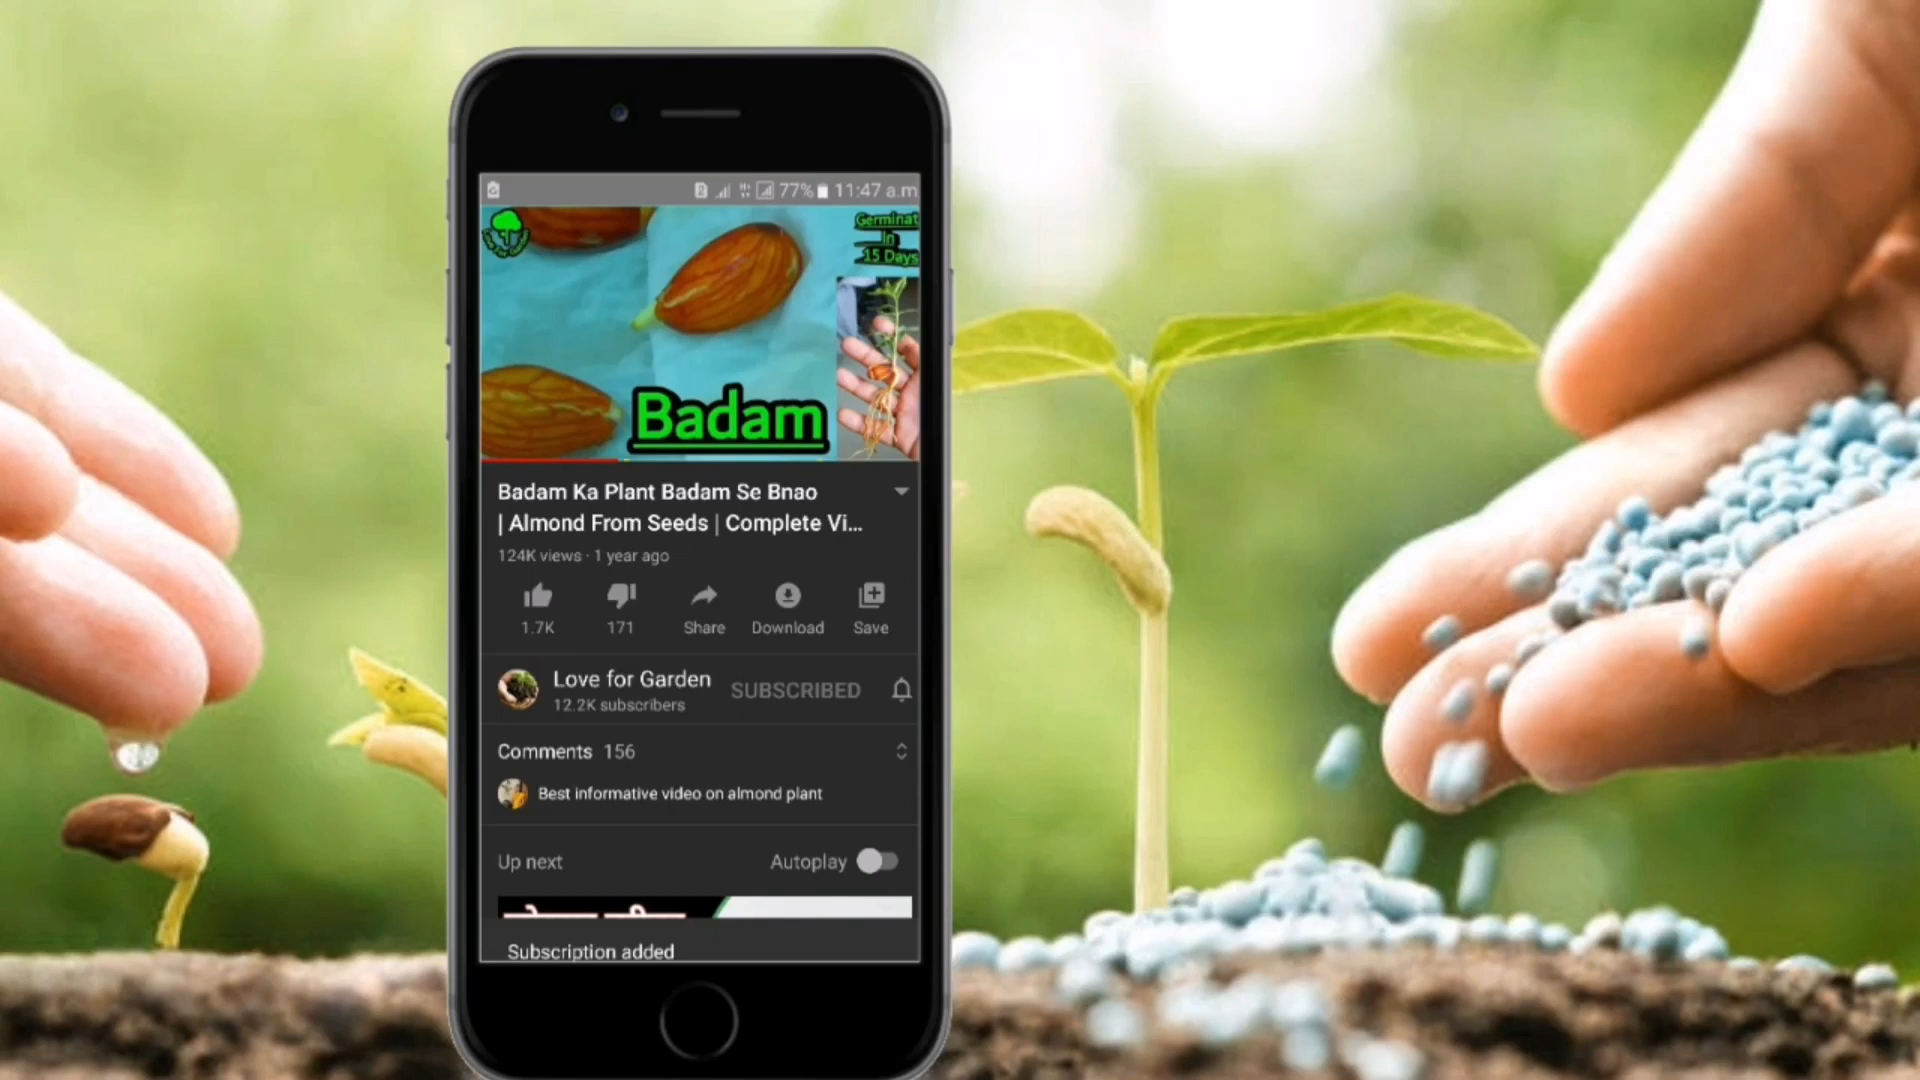 77% 11:47 a.m
Germinat
In
15 Days
Badam
Badam Ka Plant Badam Se Bnao
| Almond From Seeds | Complete Vi...
124K views · 1 year ago
1.7K 171 Share Download Save
Love for Garden
12.2K subscribers
SUBSCRIBED
Comments 156
Best informative video on almond plant
Up next Autoplay
Subscription added